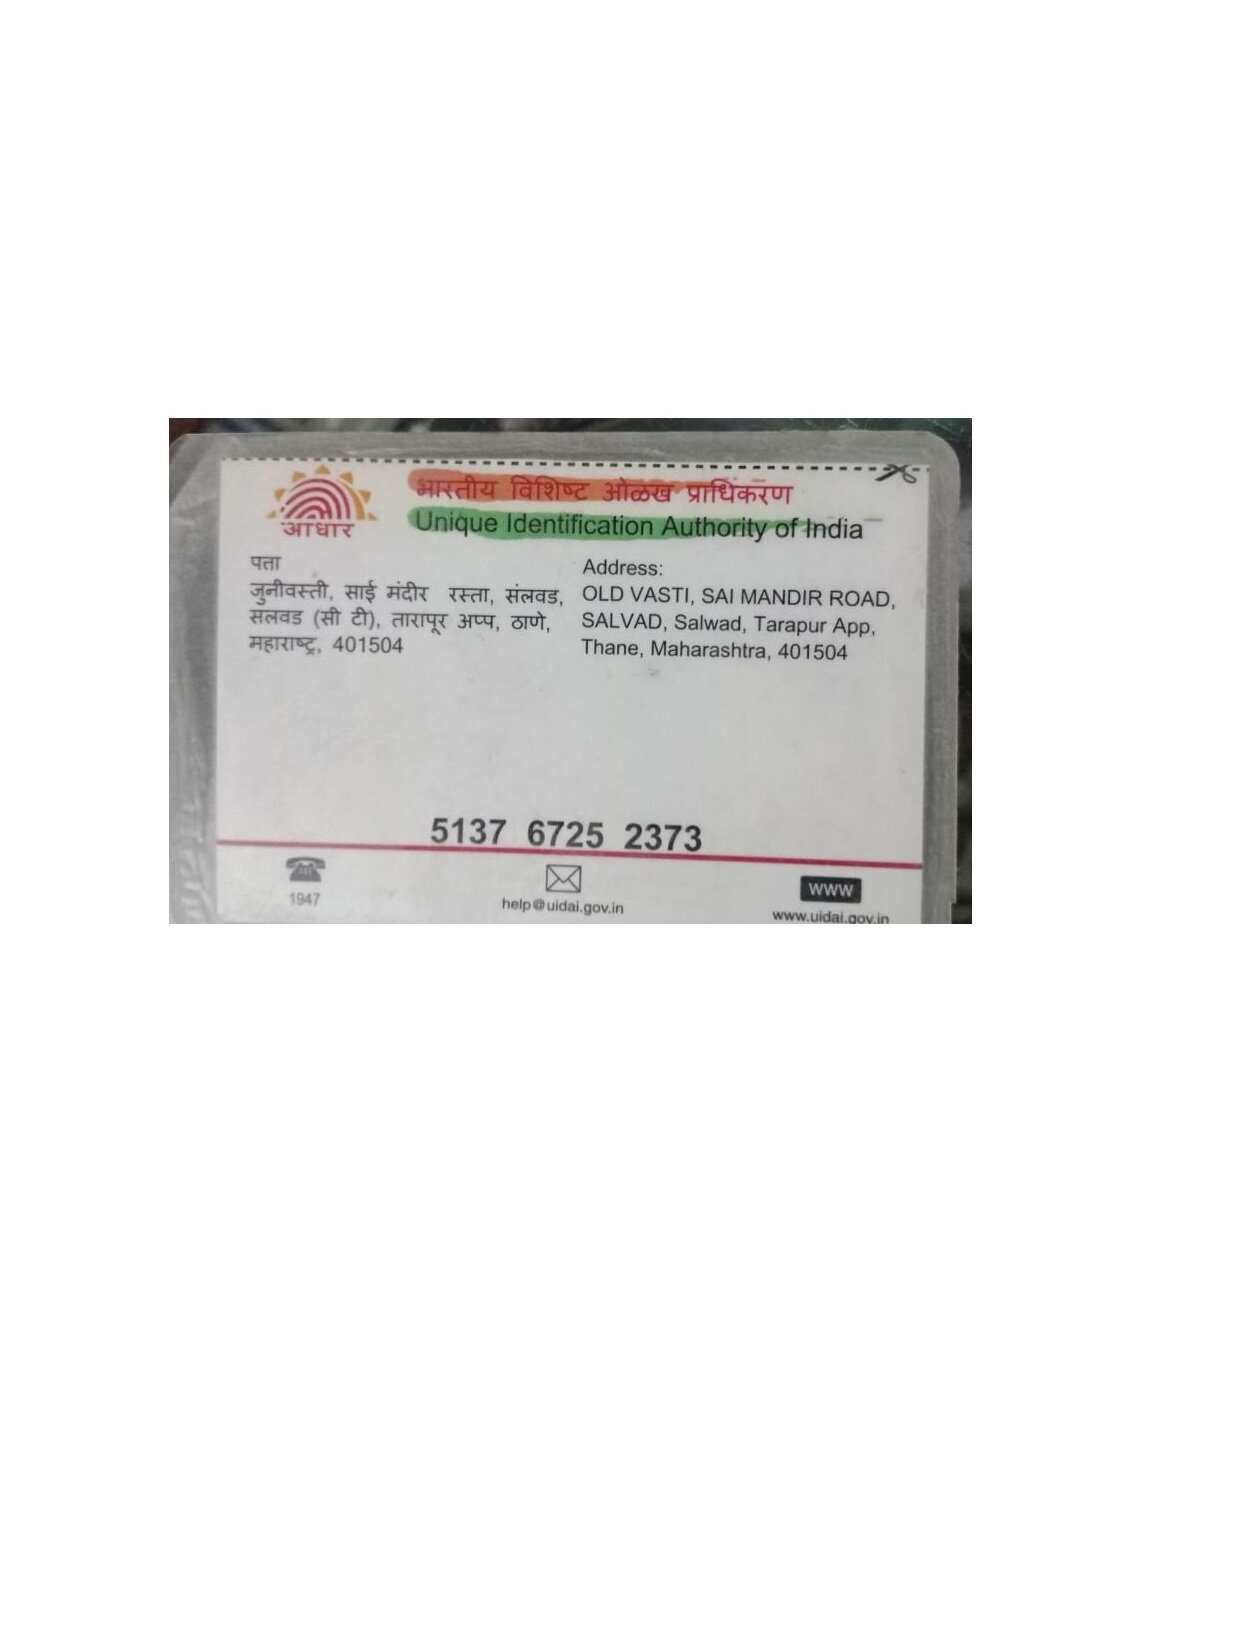 भारतीय विशिष्ट ओळख प्राधिकरण
Unique Identification Authority of India
आधार
पत्ता
जुनीवस्ती, साई मंदीर रस्ता, संलवड,
सलवड (सी टी), तारापूर अप्प, ठाणे,
महाराष्ट्र, 401504
Address:
OLD VASTI, SAI MANDIR ROAD,
SALVAD, Salwad, Tarapur App,
Thane, Maharashtra, 401504
5137 6725 2373
1947
help@uidai.gov.in
www
www.uidai.gov.in